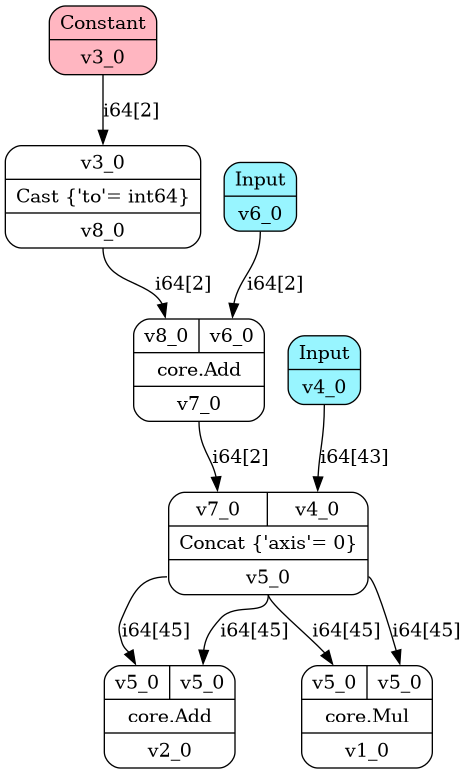 Constant
v3_0
i64[2]
v3_0
Cast {'to'= int64}
v8_0
Input
v6_0
i64[2]
i64[2]
v8_0 v6_0
core.Add
v7_0
Input
v4_0
i64[2]
i64[43]
v7_0 v4_0
Concat {'axis'= 0}
v5_0
i64[45] i64[45] i64[45] i64[45]
v5_0 v5_0
core.Add
v2_0
v5_0 v5_0
core.Mul
v1_0